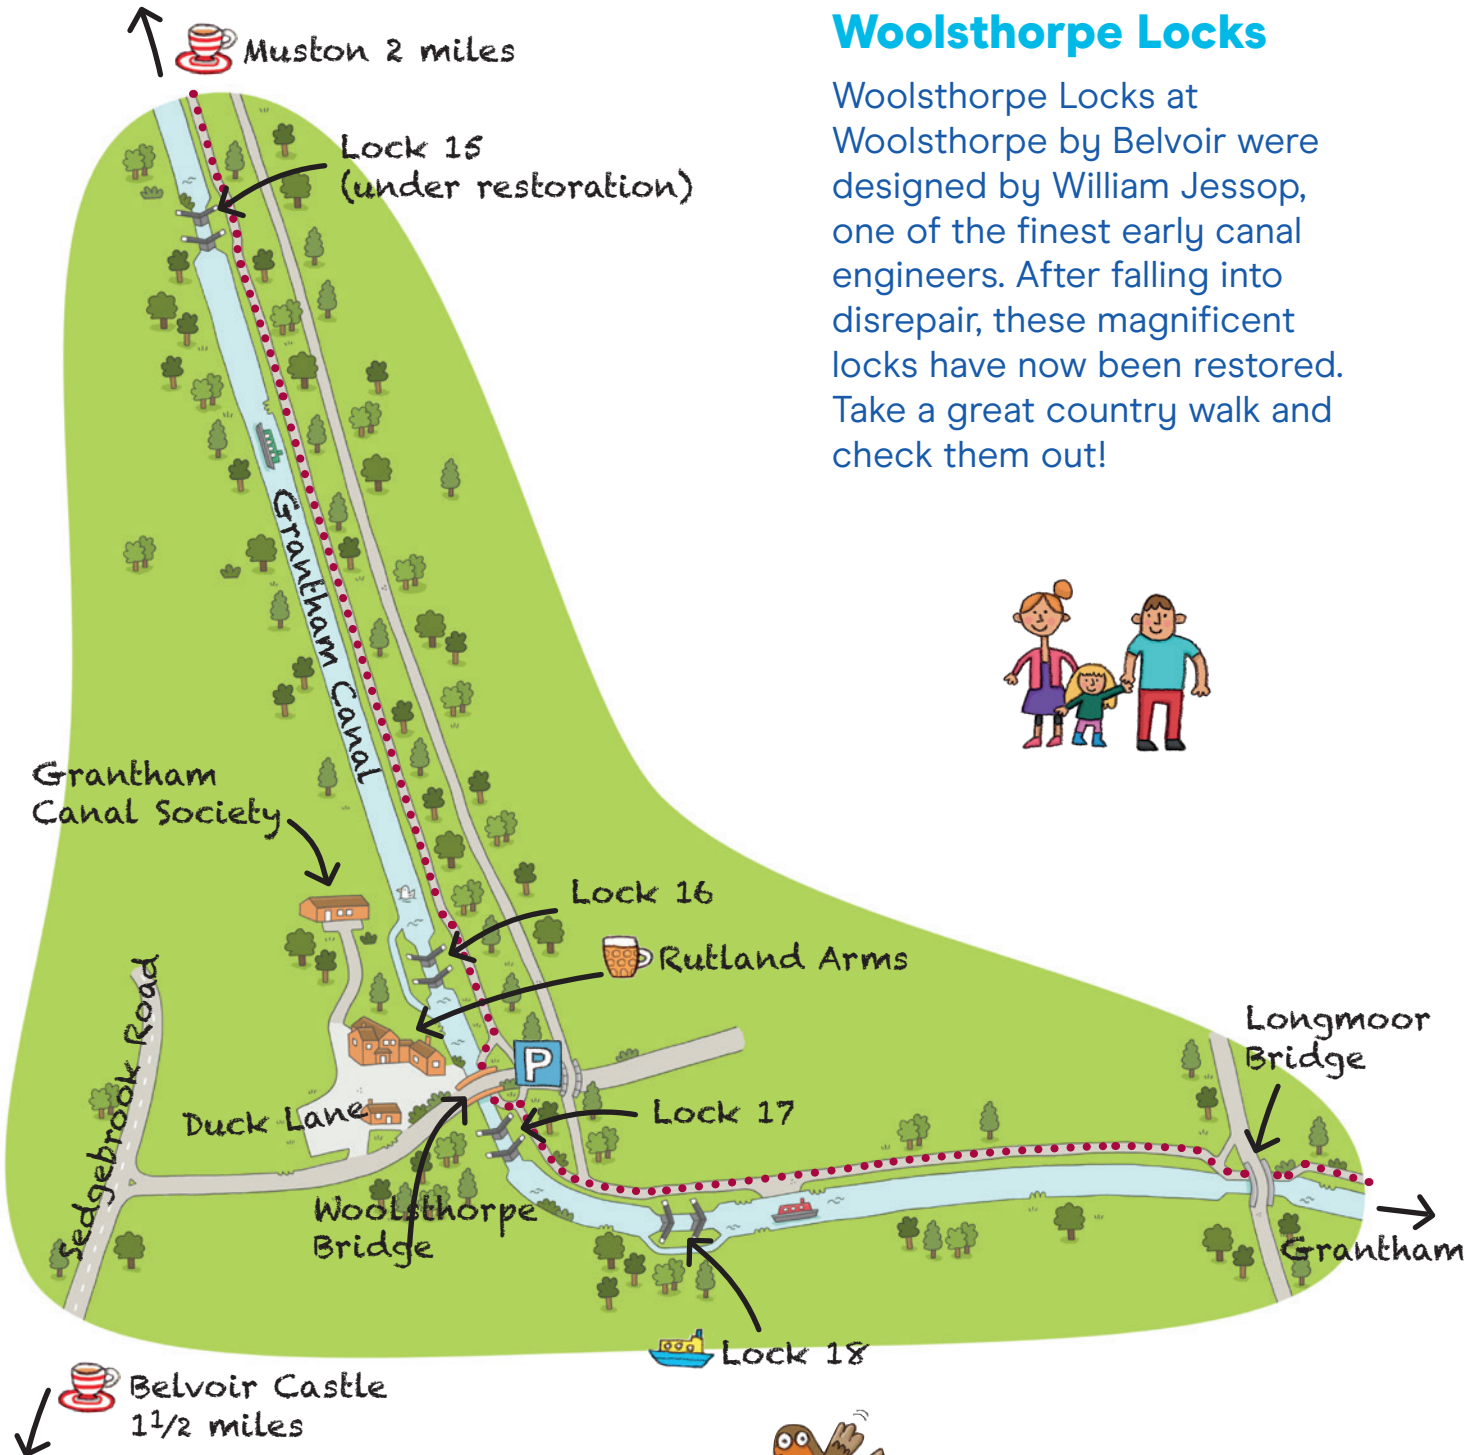 Woolsthorpe Locks
Woolsthorpe Locks at
Woolsthorpe by Belvoir were
designed by William Jessop,
one of the finest early canal
engineers. After falling into
disrepair, these magnificent
locks have now been restored.
Take a great country walk and
check them out!
Muston 2 miles
Lock 15
(under restoration)
Grantham Canal
Grantham
Canal Society
Lock 16
Rutland Arms
Sedgebrook Road
Longmoor
Bridge
P
Duck Lane
Lock 17
Woolsthorpe
Bridge
Grantham
Lock 18
Belvoir Castle
1 1/2 miles